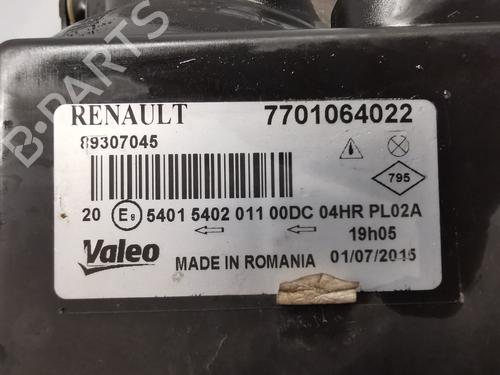 B-PARTS
RENAULT 7701064022
89307045
795
20 E9 5401 5402 011 00DC 04HR PL02A
19h05
Valeo MADE IN ROMANIA 01/07/2015